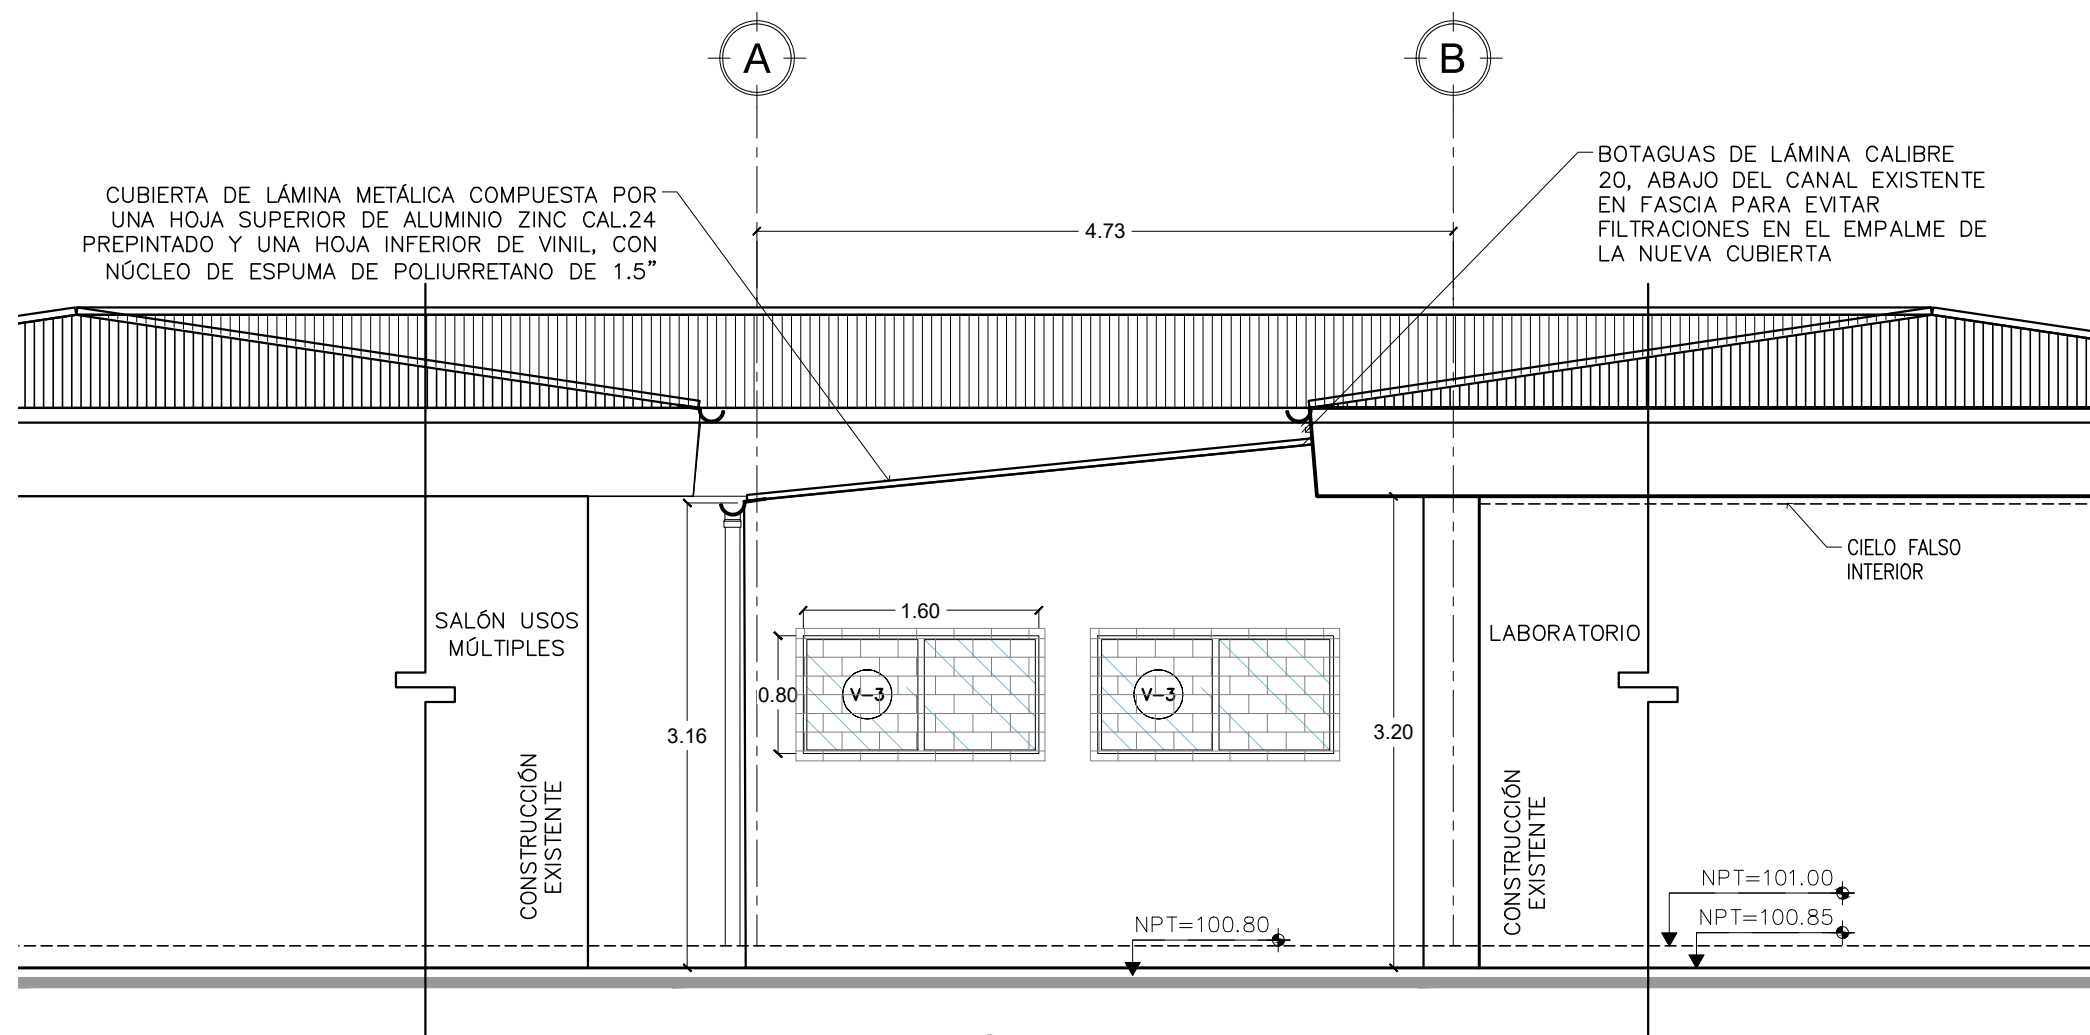 A
B
CUBIERTA DE LÁMINA METÁLICA COMPUESTA POR
UNA HOJA SUPERIOR DE ALUMINIO ZINC CAL.24
PREPINTADO Y UNA HOJA INFERIOR DE VINIL, CON
NÚCLEO DE ESPUMA DE POLIURRETANO DE 1.5”
4.73
BOTAGUAS DE LÁMINA CALIBRE
20, ABAJO DEL CANAL EXISTENTE
EN FASCIA PARA EVITAR
FILTRACIONES EN EL EMPALME DE
LA NUEVA CUBIERTA
CIELO FALSO
INTERIOR
SALÓN USOS
MÚLTIPLES
1.60
0.80
V-3
V-3
LABORATORIO
3.16
3.20
CONSTRUCCIÓN
EXISTENTE
CONSTRUCCIÓN
EXISTENTE
NPT=101.00
NPT=100.85
NPT=100.80